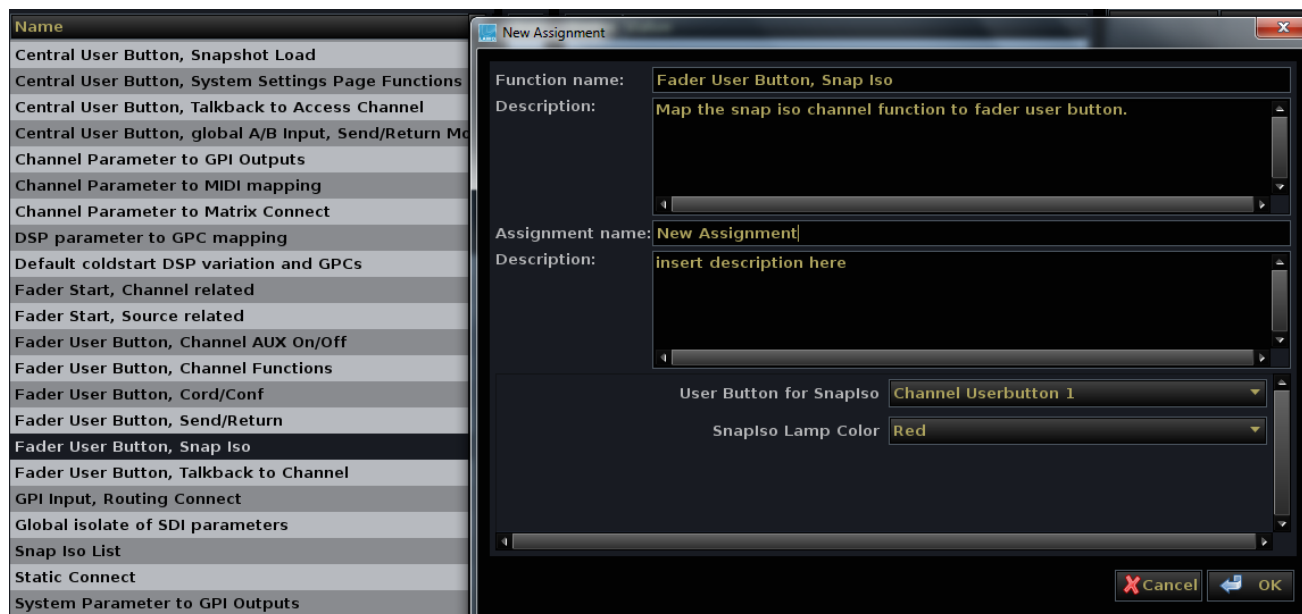 Name
Central User Button, Snapshot Load
Central User Button, System Settings Page Functions
Central User Button, Talkback to Access Channel
Central User Button, global A/B Input, Send/Return Mo
Channel Parameter to GPI Outputs
Channel Parameter to MIDI mapping
Channel Parameter to Matrix Connect
DSP parameter to GPC mapping
Default coldstart DSP variation and GPCs
Fader Start, Channel related
Fader Start, Source related
Fader User Button, Channel AUX On/Off
Fader User Button, Channel Functions
Fader User Button, Cord/Conf
Fader User Button, Send/Return
Fader User Button, Snap Iso
Fader User Button, Talkback to Channel
GPI Input, Routing Connect
Global isolate of SDI parameters
Snap Iso List
Static Connect
System Parameter to GPI Outputs
New Assignment
Function name: Fader User Button, Snap Iso
Description: Map the snap iso channel function to fader user button.
Assignment name: New Assignment
Description: insert description here
User Button for SnapIso Channel Userbutton 1
SnapIso Lamp Color Red
Cancel OK